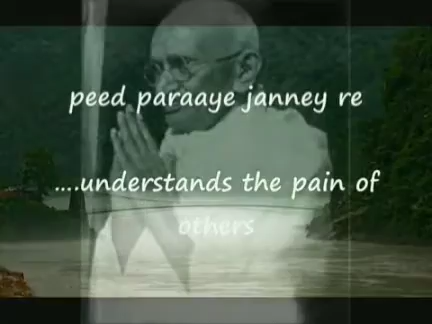 peed paraaye janney re
....understands the pain of
others